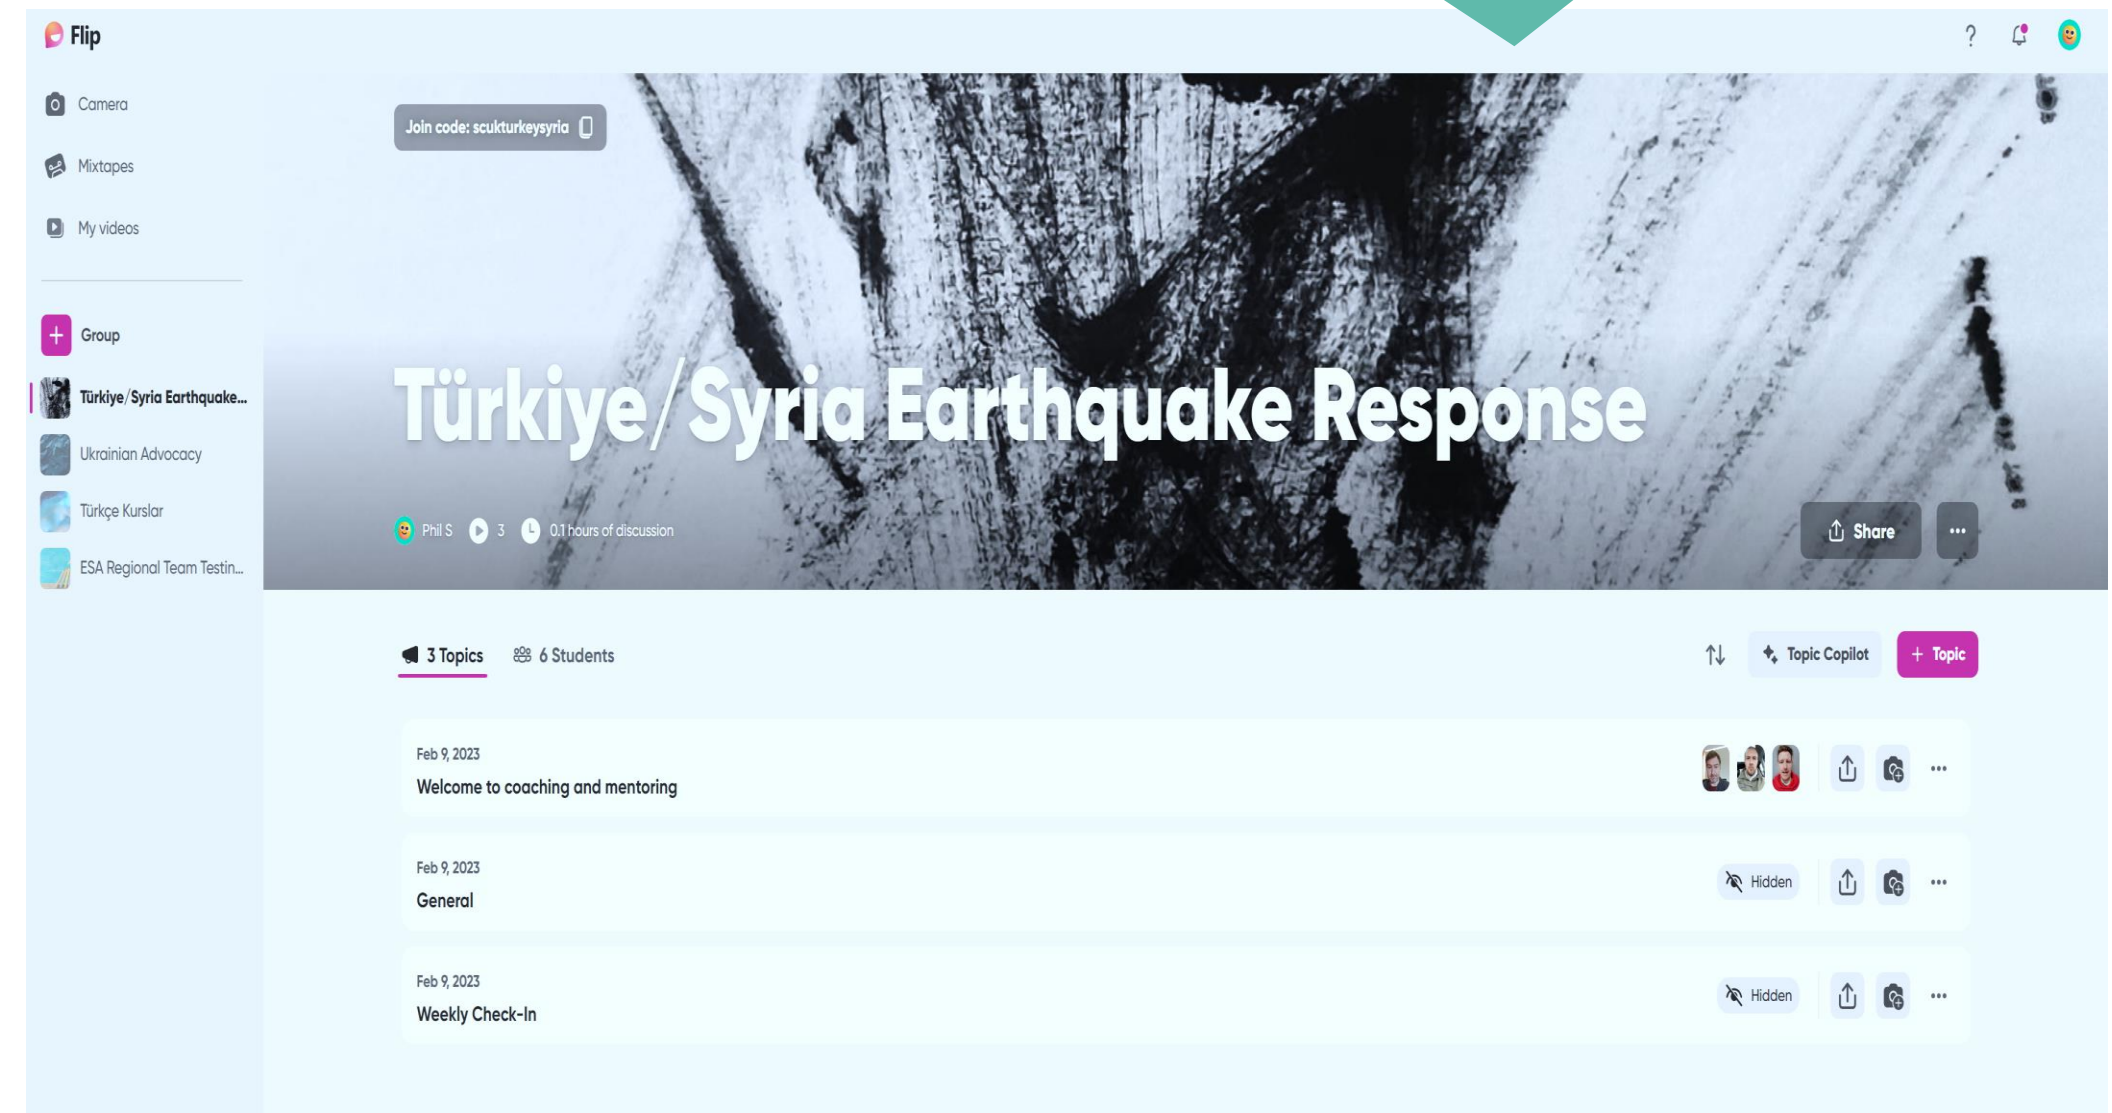 Flip
?
Camera
Mixtapes
My videos
+ Group
Türkiye/Syria Earthquake...
Ukrainian Advocacy
Türkçe Kurslar
ESA Regional Team Testin...
Join code: scukturkeysyria
Türkiye/Syria Earthquake Response
Phil S 3 0.1 hours of discussion
Share ...
3 Topics 6 Students
Topic Copilot + Topic
Feb 9, 2023
Welcome to coaching and mentoring
Feb 9, 2023
General
Hidden
Feb 9, 2023
Weekly Check-In
Hidden